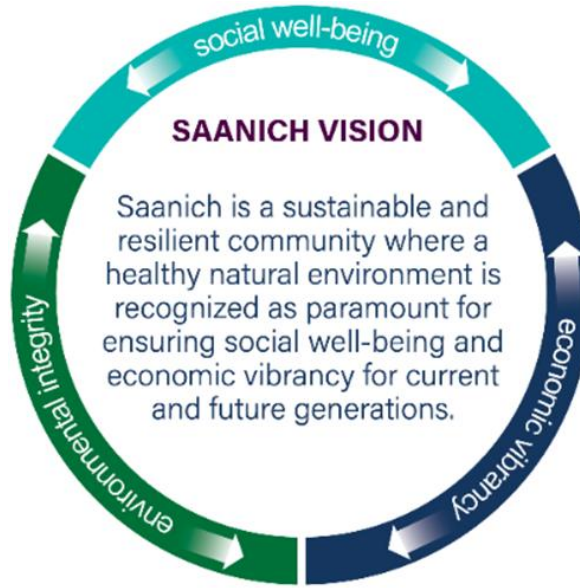 social well-being
SAANICH VISION
Saanich is a sustainable and
resilient community where a
healthy natural environment is
recognized as paramount for
ensuring social well-being and
economic vibrancy for current
and future generations.
environmental integrity
economic vibrancy